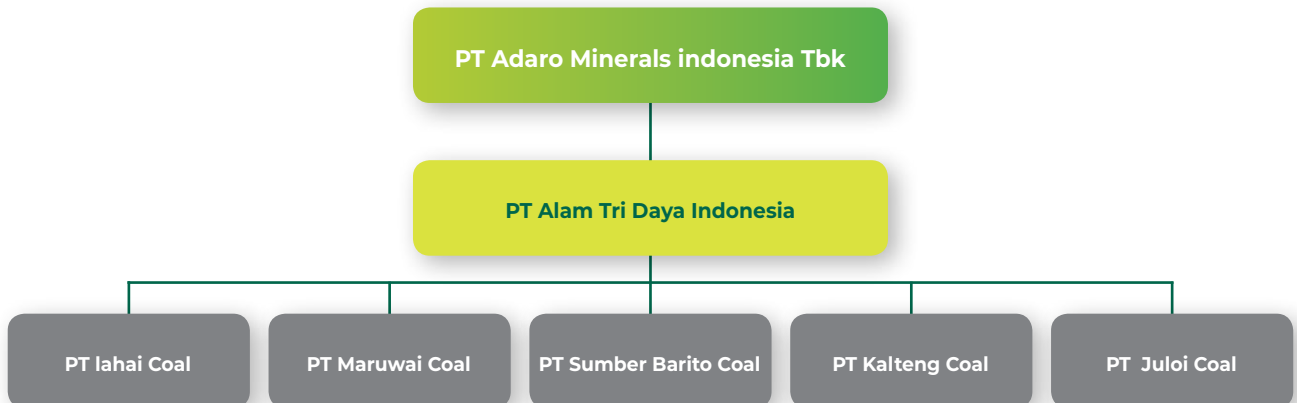 PT Adaro Minerals indonesia Tbk
PT Alam Tri Daya Indonesia
PT lahai Coal
PT Maruwai Coal
PT Sumber Barito Coal
PT Kalteng Coal
PT Juloi Coal